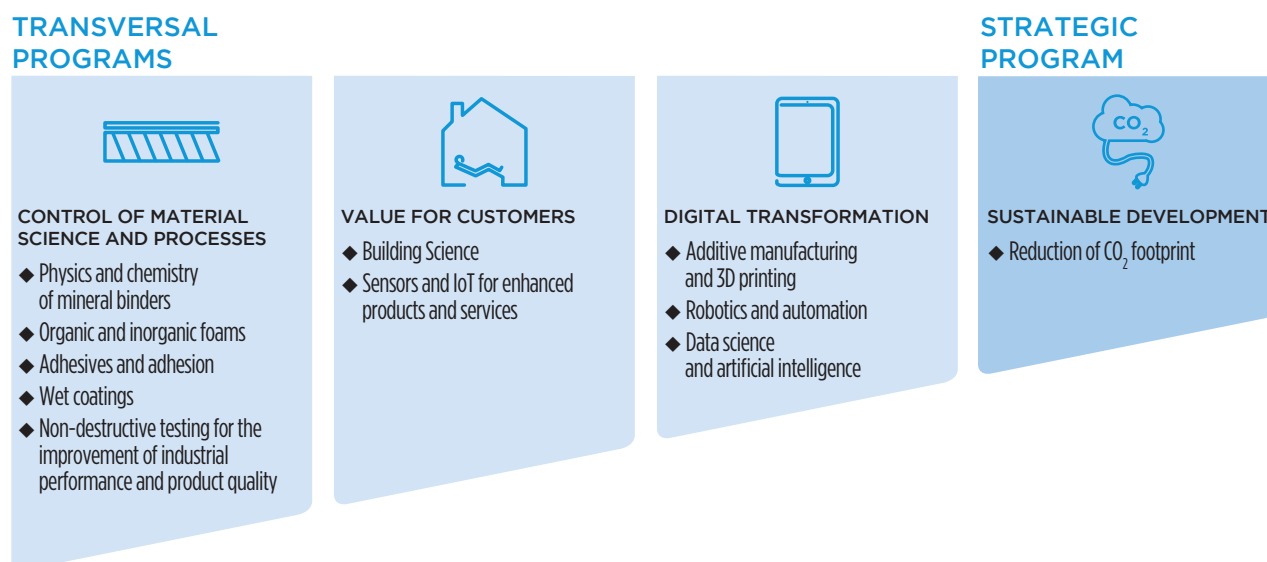 TRANSVERSAL
PROGRAMS
CONTROL OF MATERIAL
SCIENCE AND PROCESSES
◆ Physics and chemistry
of mineral binders
◆ Organic and inorganic foams
◆ Adhesives and adhesion
◆ Wet coatings
◆ Non-destructive testing for the
improvement of industrial
performance and product quality
VALUE FOR CUSTOMERS
◆ Building Science
◆ Sensors and IoT for enhanced
products and services
DIGITAL TRANSFORMATION
◆ Additive manufacturing
and 3D printing
◆ Robotics and automation
◆ Data science
and artificial intelligence
STRATEGIC
PROGRAM
CO₂
SUSTAINABLE DEVELOPMENT
◆ Reduction of CO₂ footprint